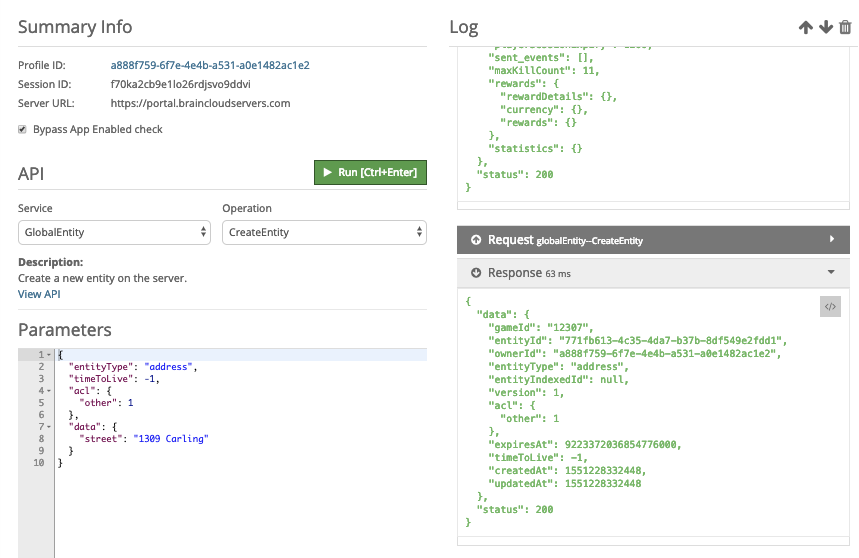 Summary Info
Profile ID: a888f759-6f7e-4e4b-a531-a0e1482ac1e2
Session ID: f70ka2cb9e1lo26rdjsvo9ddvi
Server URL: https://portal.braincloudservers.com
Bypass App Enabled check
API
Run [Ctrl+Enter]
Service
Operation
GlobalEntity
CreateEntity
Description:
Create a new entity on the server.
View API
Parameters
1 {
2 "entityType": "address",
3 "timeToLive": -1,
4 "acl": {
5 "other": 1
6 },
7 "data": {
8 "street": "1309 Carling"
9 }
10 }
Log
"sent_events": [],
"maxKillCount": 11,
"rewards": {
"rewardDetails": {},
"currency": {},
"rewards": {}
},
"statistics": {}
},
"status": 200
}
Request globalEntity--CreateEntity
Response 63 ms
</>
{
"data": {
"gameId": "12307",
"entityId": "771fb613-4c35-4da7-b37b-8df549e2fdd1",
"ownerId": "a888f759-6f7e-4e4b-a531-a0e1482ac1e2",
"entityType": "address",
"entityIndexedId": null,
"version": 1,
"acl": {
"other": 1
},
"expiresAt": 9223372036854776000,
"timeToLive": -1,
"createdAt": 1551228332448,
"updatedAt": 1551228332448
},
"status": 200
}